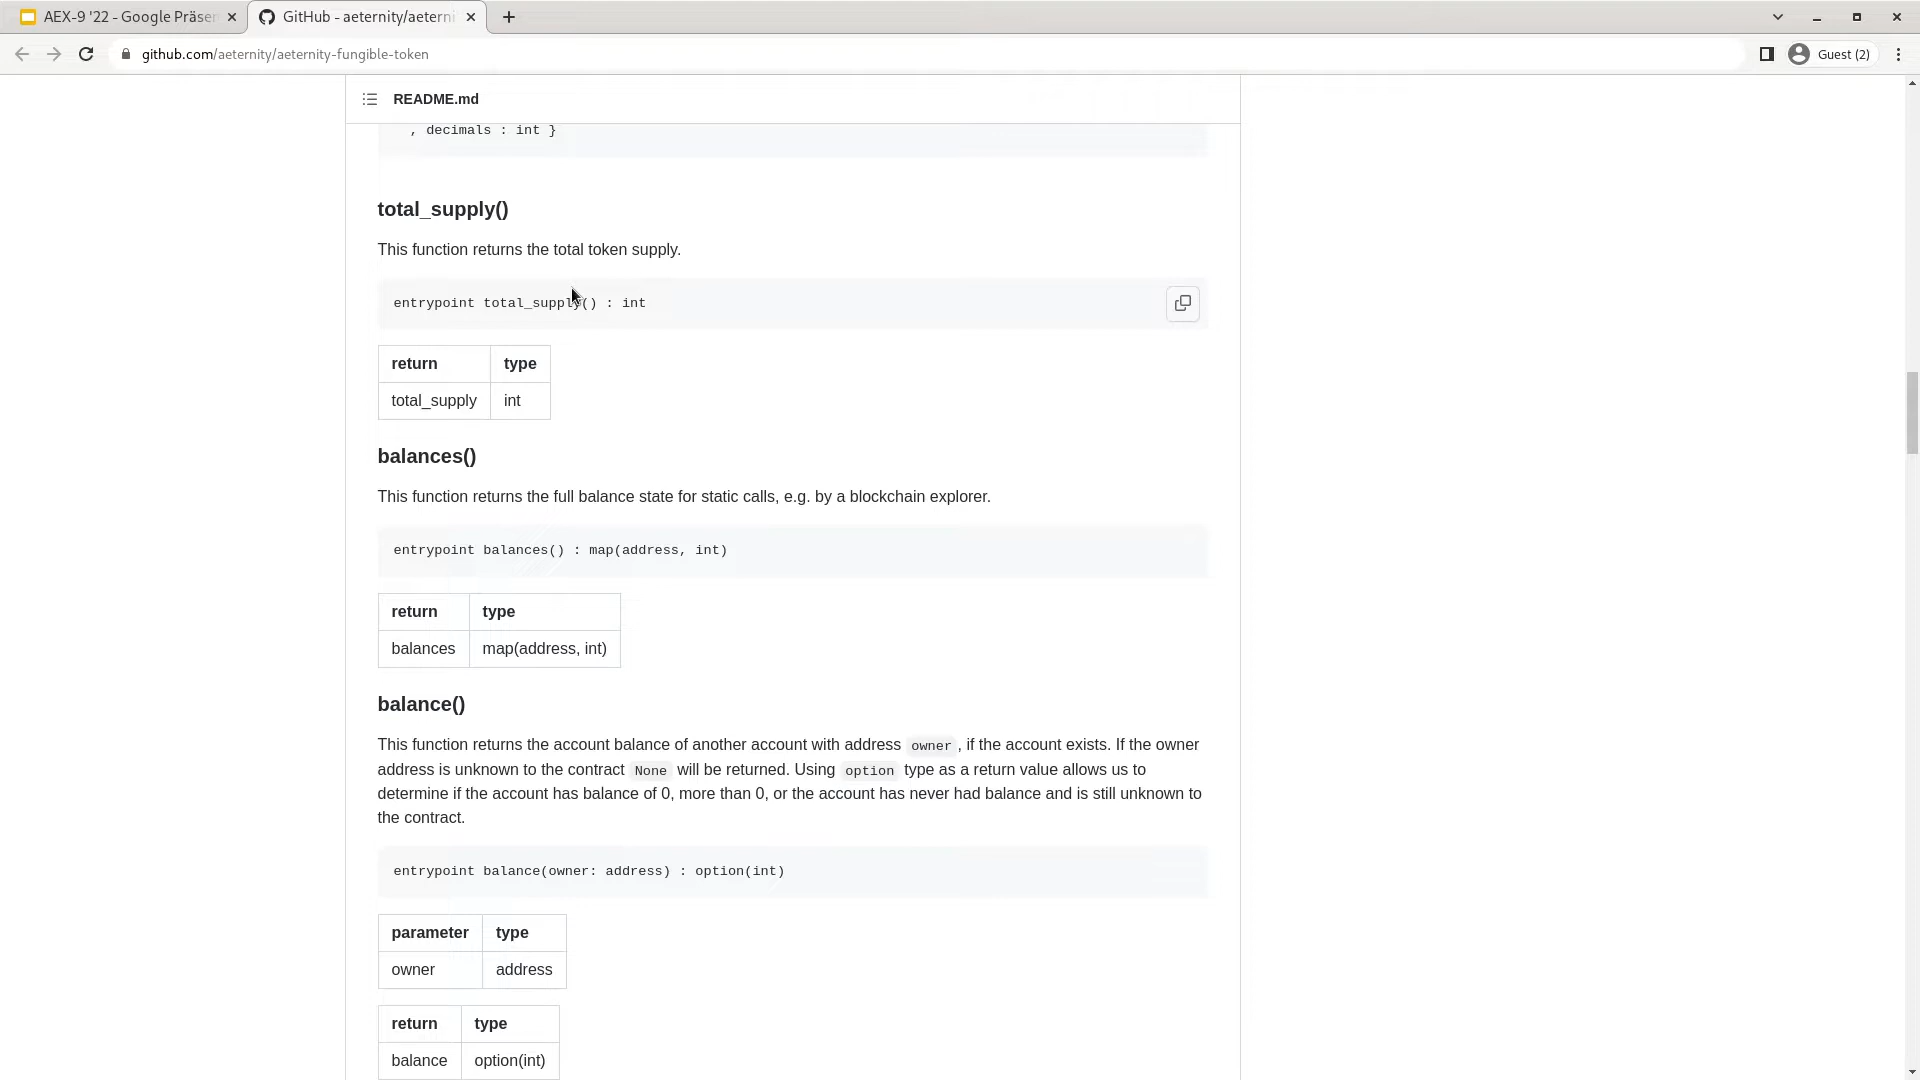 AEX-9 '22 - Google Präsen
GitHub - aeternity/aeterni
github.com/aeternity/aeternity-fungible-token
Guest (2)
README.md
, decimals : int }
total_supply()
This function returns the total token supply.
entrypoint total_supply() : int
return type
total_supply int
balances()
This function returns the full balance state for static calls, e.g. by a blockchain explorer.
entrypoint balances() : map(address, int)
return type
balances map(address, int)
balance()
This function returns the account balance of another account with address owner , if the account exists. If the owner
address is unknown to the contract None will be returned. Using option type as a return value allows us to
determine if the account has balance of 0, more than 0, or the account has never had balance and is still unknown to
the contract.
entrypoint balance(owner: address) : option(int)
parameter type
owner address
return type
balance option(int)